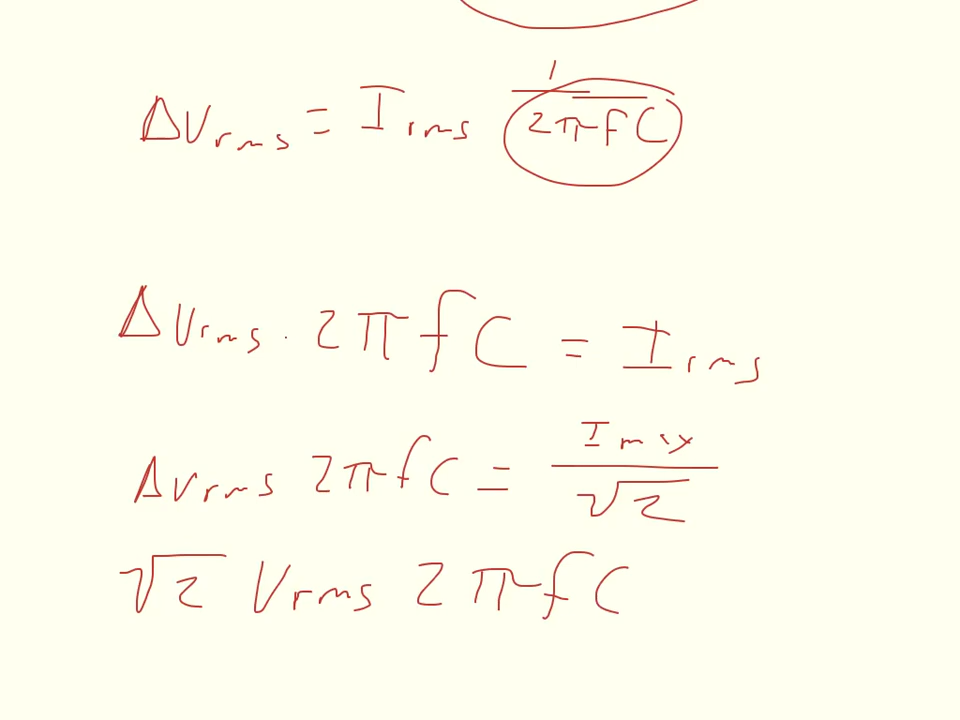 ΔVrms = Irms 1/(2πfC)
ΔVrms · 2πfC = Irms
ΔVrms 2πfC = Imax/√2
√2 Vrms 2πfC